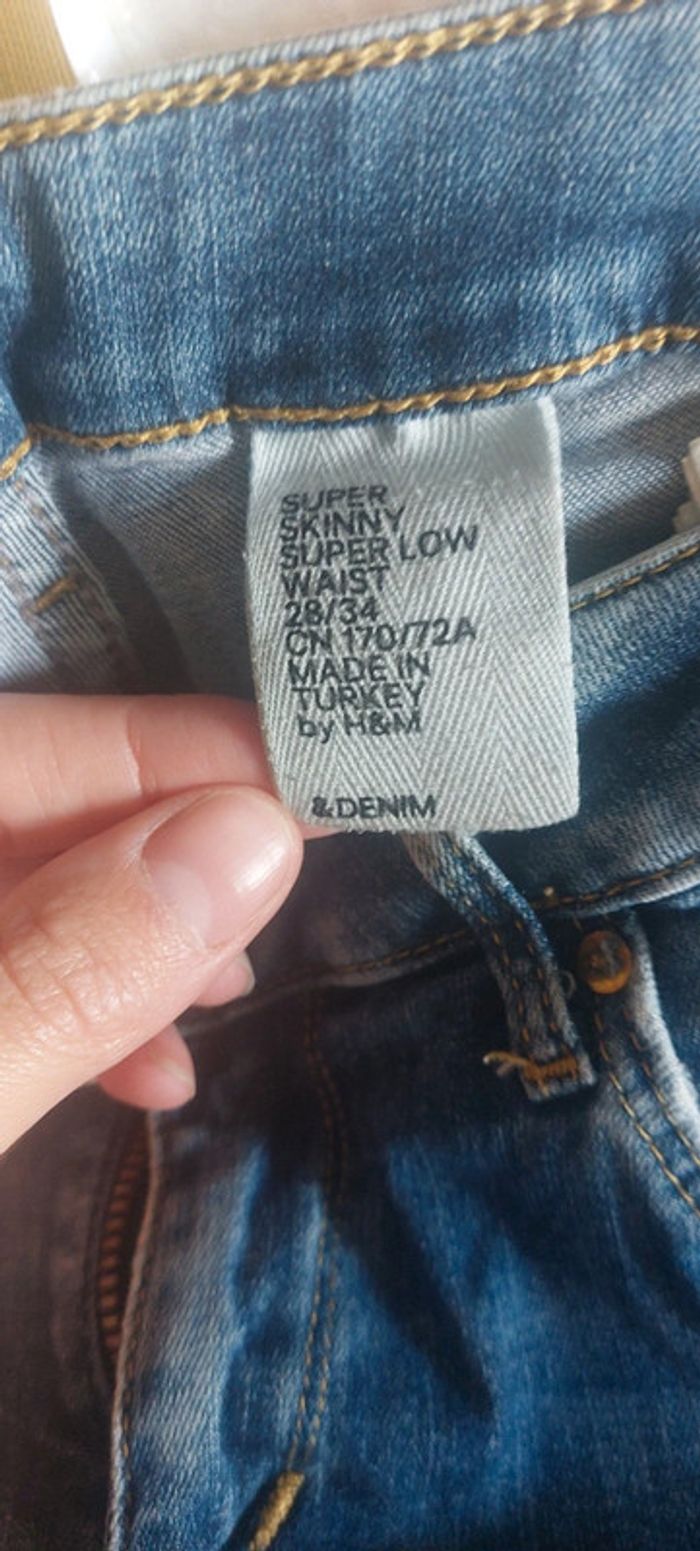 SUPER
SKINNY
SUPER LOW
WAIST
28/34
CN 170/72A
MADE IN
TURKEY
by H&M
&DENIM